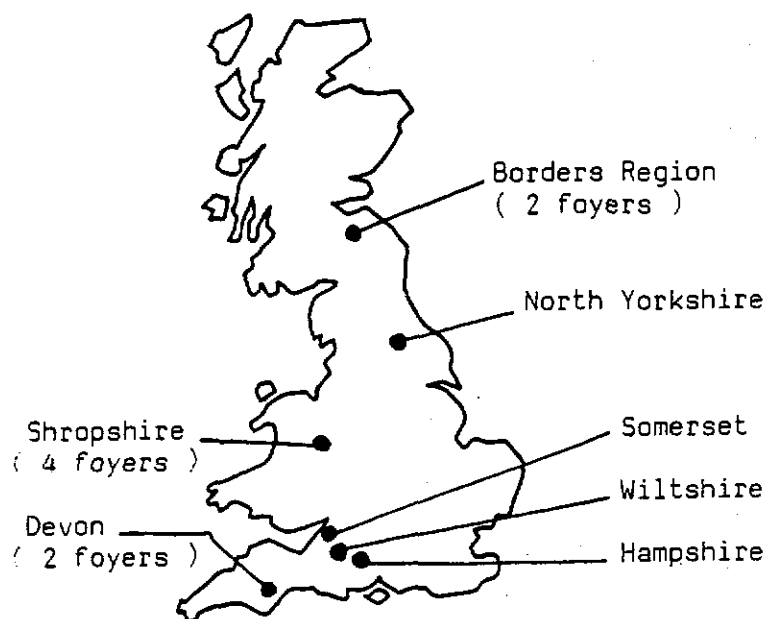 Borders Region
( 2 foyers )
North Yorkshire
Shropshire
( 4 foyers )
Somerset
Wiltshire
Devon
( 2 foyers )
Hampshire